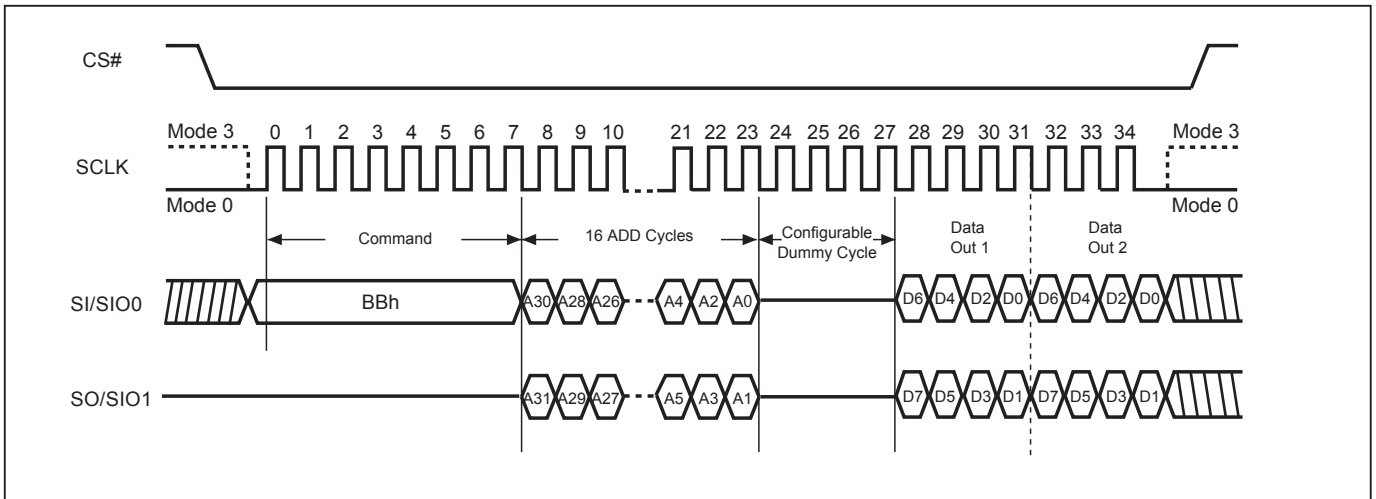 CS#
Mode 3 0 1 2 3 4 5 6 7 8 9 10 21 22 23 24 25 26 27 28 29 30 31 32 33 34 Mode 3
SCLK
Mode 0 Mode 0
Command 16 ADD Cycles Configurable Dummy Cycle Data Out 1 Data Out 2
SI/SIO0 BBh A30 A28 A26 A4 A2 A0 D6 D4 D2 D0 D6 D4 D2 D0
SO/SIO1 A31 A29 A27 A5 A3 A1 D7 D5 D3 D1 D7 D5 D3 D1